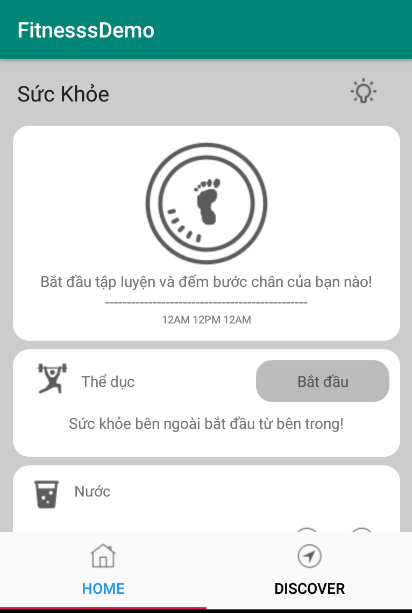 FitnesssDemo
Sức Khỏe
Bắt đầu tập luyện và đếm bước chân của bạn nào!
------------------------------------------------
12AM 12PM 12AM
Thể dục
Bắt đầu
Sức khỏe bên ngoài bắt đầu từ bên trong!
Nước
HOME
DISCOVER